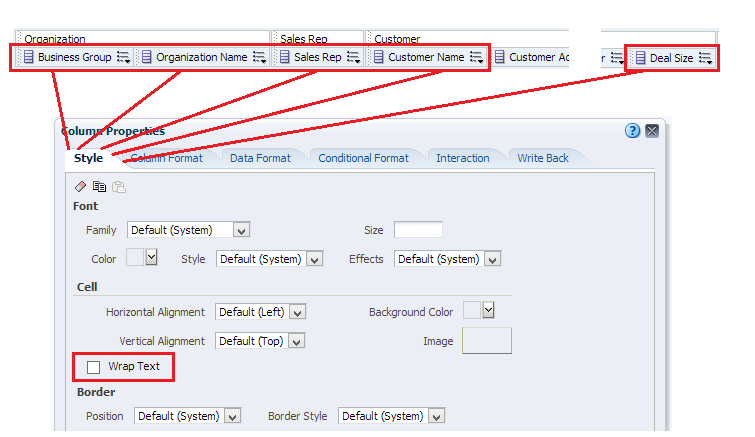 Organization Sales Rep Customer
Business Group Organization Name Sales Rep Customer Name Customer Ac r Deal Size
Column Properties
Style Column Format Data Format Conditional Format Interaction Write Back
Font
Family Default (System) Size
Color Style Default (System) Effects Default (System)
Cell
Horizontal Alignment Default (Left) Background Color
Vertical Alignment Default (Top) Image
Wrap Text
Border
Position Default (System) Border Style Default (System)